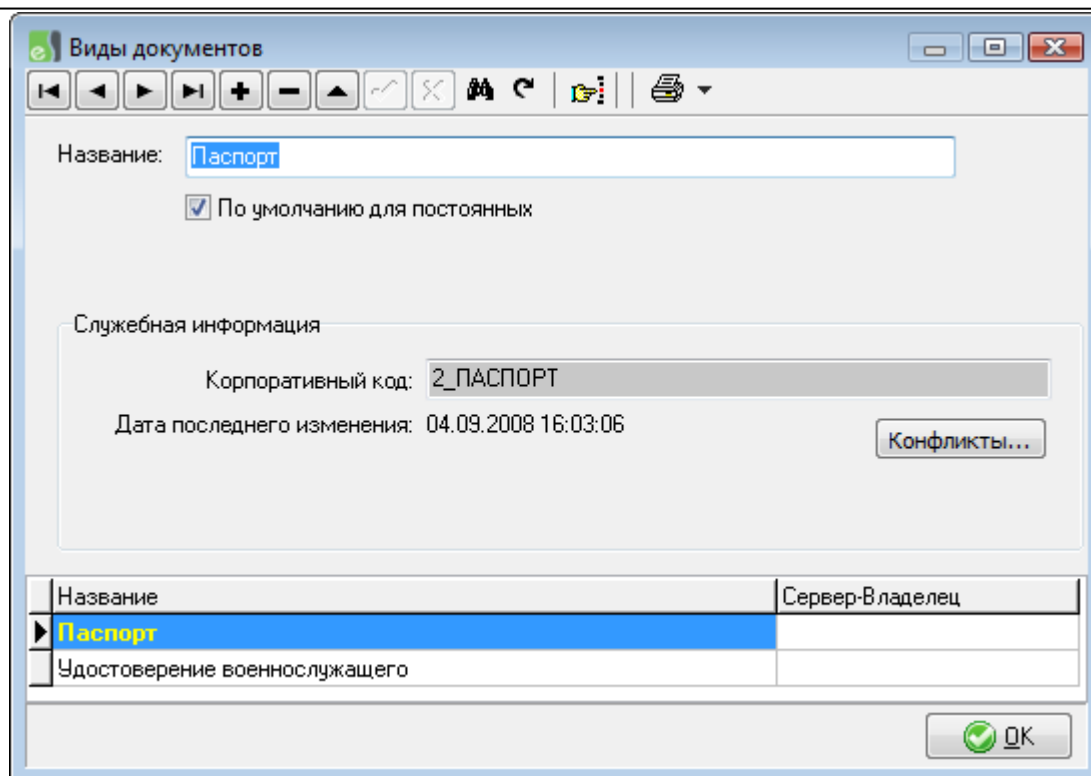 Виды документов
Название: Паспорт
По умолчанию для постоянных
Служебная информация
Корпоративный код: 2_ПАСПОРТ
Дата последнего изменения: 04.09.2008 16:03:06
Конфликты...
Название Сервер-Владелец
Паспорт
Удостоверение военнослужащего
OK